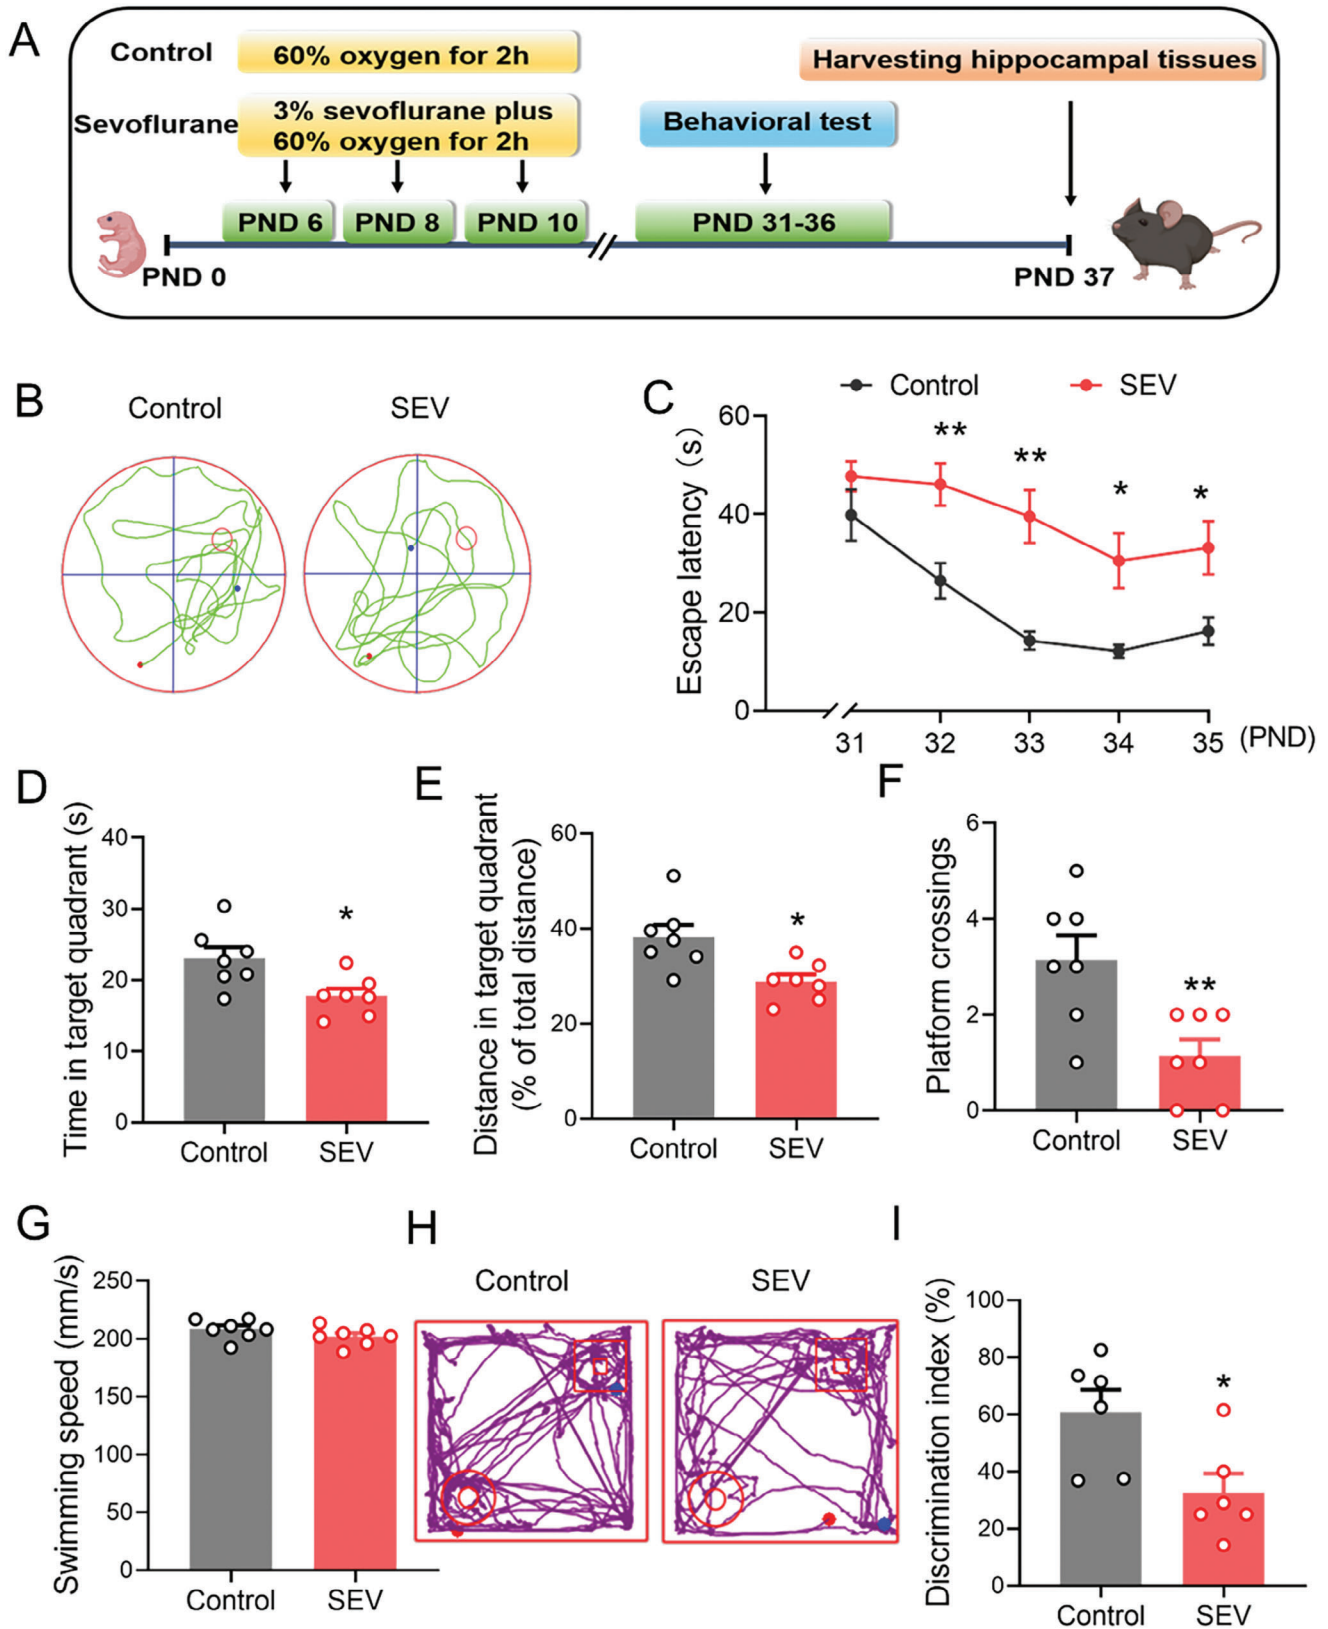 A
Control
60% oxygen for 2h
Harvesting hippocampal tissues
Sevoflurane
3% sevoflurane plus
60% oxygen for 2h
Behavioral test
PND 6
PND 8
PND 10
PND 31-36
PND 0
PND 37
B
Control
SEV
C
Control
SEV
Escape latency (s)
60
40
20
0
**
**
*
*
31
32
33
34
35
(PND)
D
Time in target quadrant (s)
40
30
20
10
0
*
Control
SEV
E
Distance in target quadrant
(% of total distance)
60
40
20
0
*
Control
SEV
F
Platform crossings
6
4
2
0
**
Control
SEV
G
Swimming speed (mm/s)
250
200
150
100
50
0
Control
SEV
H
Control
SEV
I
Discrimination index (%)
100
80
60
40
20
0
*
Control
SEV